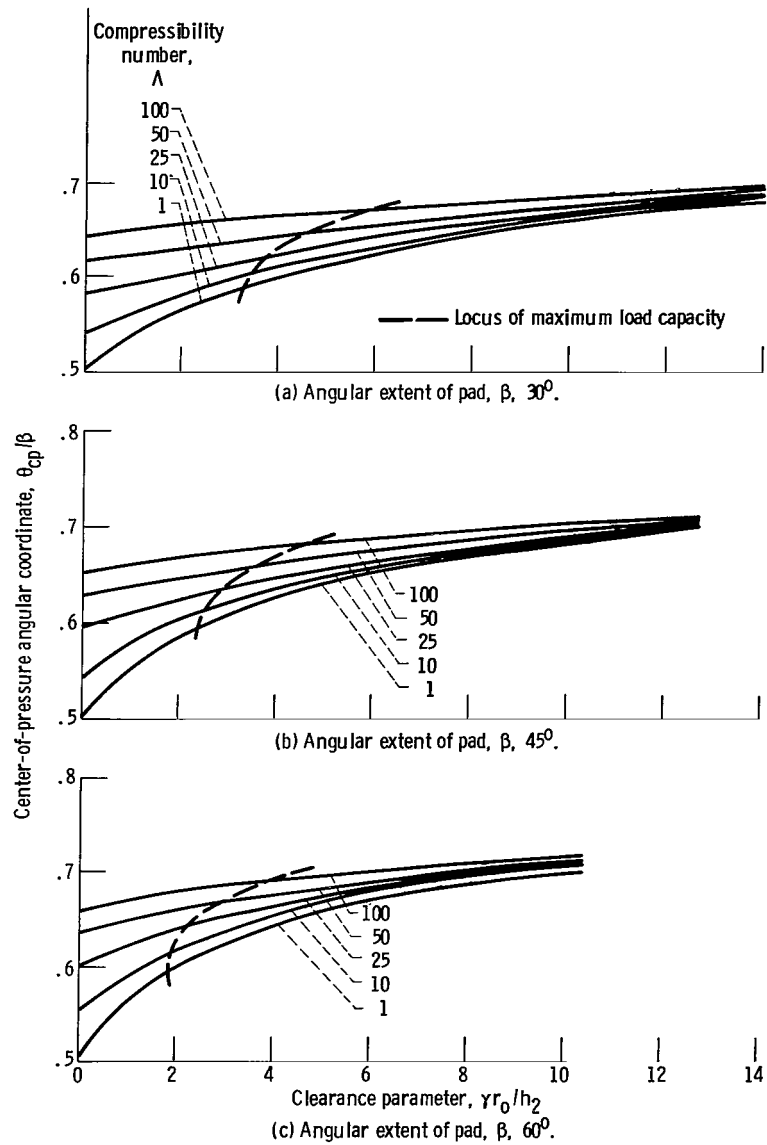 Compressibility
number,
Λ
100
50
25
10
1
.7
.6
.5
Locus of maximum load capacity
(a) Angular extent of pad, β, 30⁰.
Center-of-pressure angular coordinate, θcp/β
.8
.7
.6
.5
100
50
25
10
1
(b) Angular extent of pad, β, 45⁰.
.8
.7
.6
.5
100
50
25
10
1
0 2 4 6 8 10 12 14
Clearance parameter, γr₀/h₂
(c) Angular extent of pad, β, 60⁰.